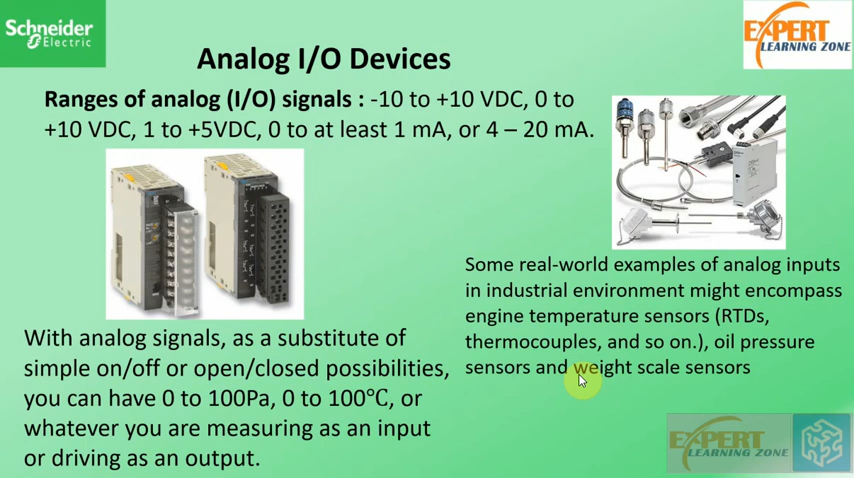 Schneider
Electric
EXPERT
LEARNING ZONE
Analog I/O Devices
Ranges of analog (I/O) signals : -10 to +10 VDC, 0 to
+10 VDC, 1 to +5VDC, 0 to at least 1 mA, or 4 – 20 mA.
Some real-world examples of analog inputs
in industrial environment might encompass
engine temperature sensors (RTDs,
thermocouples, and so on.), oil pressure
sensors and weight scale sensors
With analog signals, as a substitute of
simple on/off or open/closed possibilities,
you can have 0 to 100Pa, 0 to 100℃, or
whatever you are measuring as an input
or driving as an output.
EXPERT
LEARNING ZONE